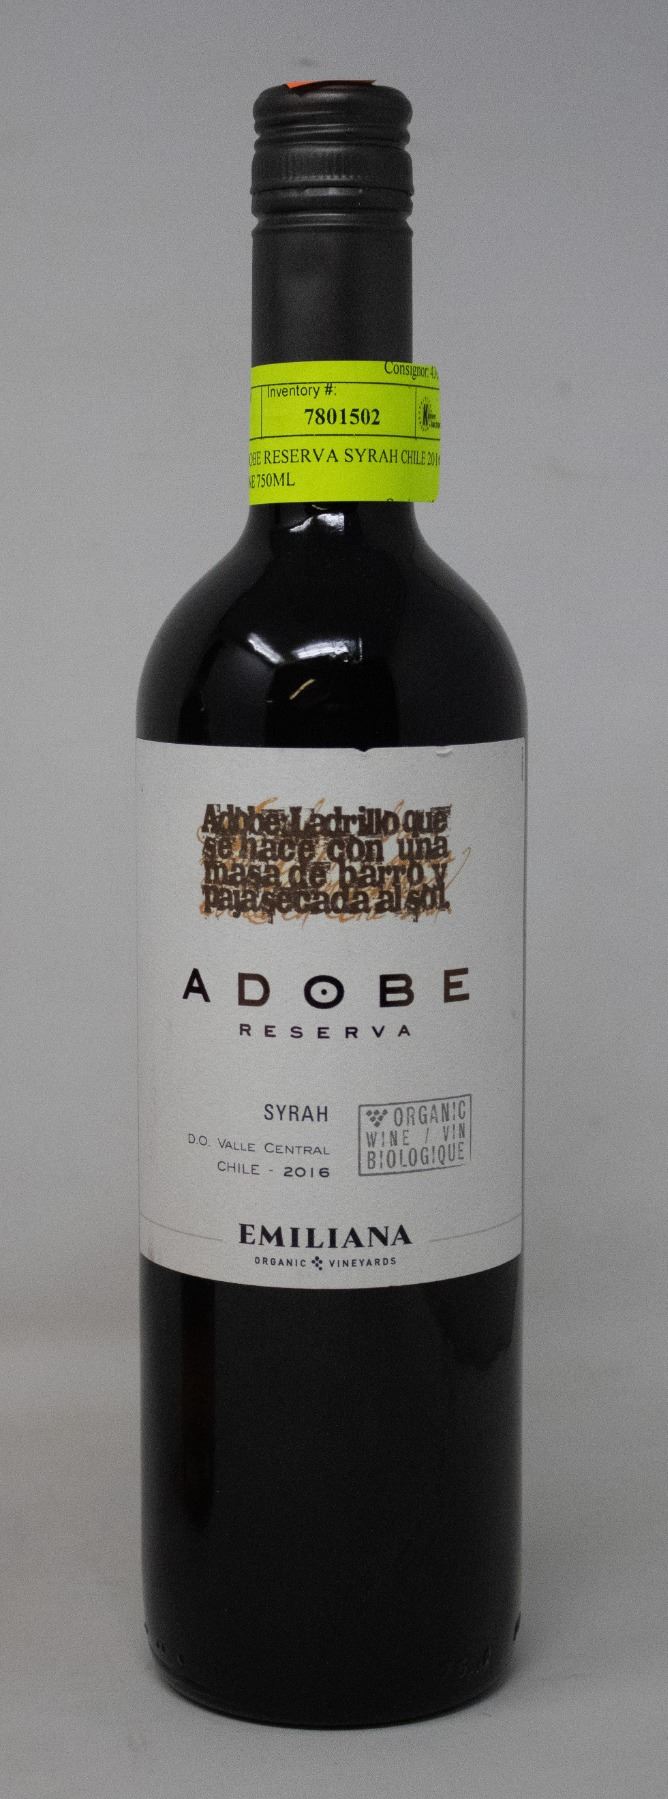 Consignor:
Inventory #:
7801502
RESERVA SYRAH CHILE
750ML
Adobe: Ladrillo que
se hace con una
masa de barro y
paja secada al sol.
ADOBE
RESERVA
SYRAH
D.O. VALLE CENTRAL
CHILE - 2016
ORGANIC
WINE / VIN
BIOLOGIQUE
EMILIANA
ORGANIC VINEYARDS